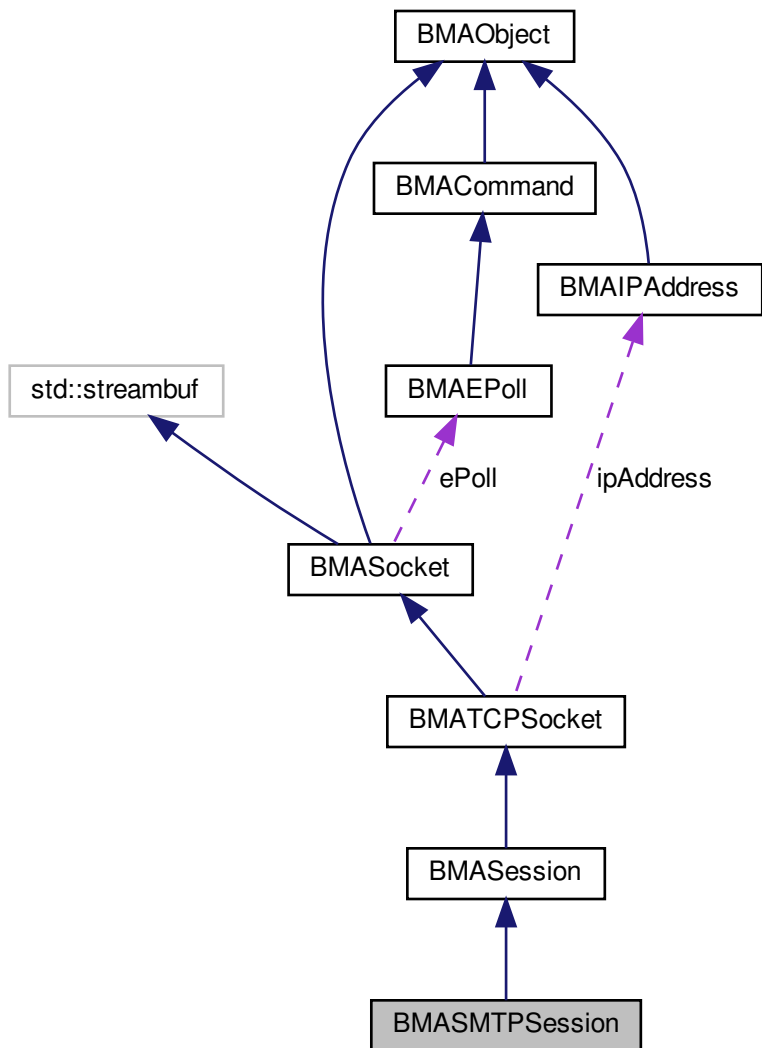 BMAObject
BMACommand
BMAIPAddress
std::streambuf
BMAEPoll
ePoll
ipAddress
BMASocket
BMATCPSocket
BMASession
BMASMTPSession